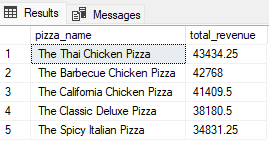 Results Messages
pizza_name total_revenue
1 The Thai Chicken Pizza 43434.25
2 The Barbecue Chicken Pizza 42768
3 The California Chicken Pizza 41409.5
4 The Classic Deluxe Pizza 38180.5
5 The Spicy Italian Pizza 34831.25